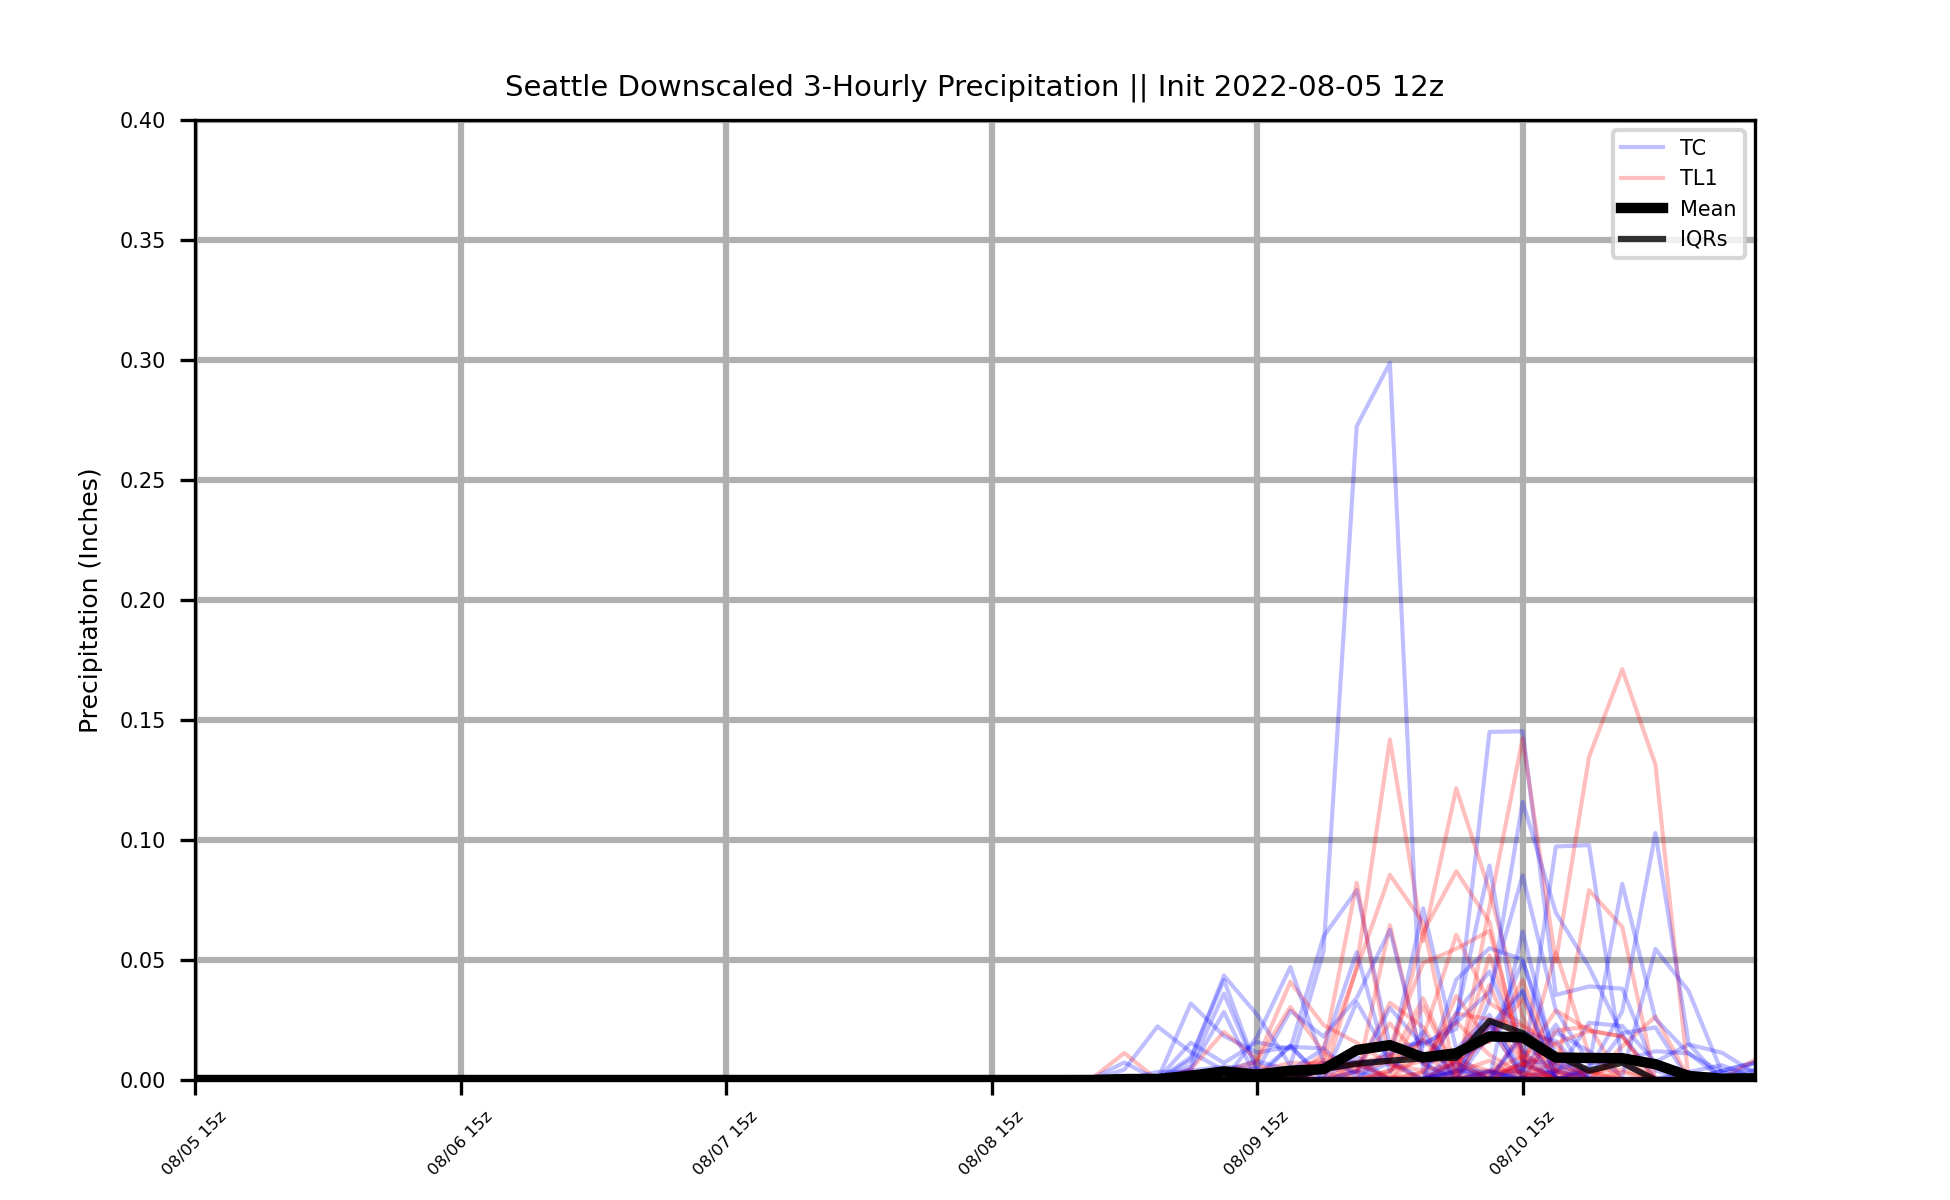 Seattle Downscaled 3-Hourly Precipitation || Init 2022-08-05 12z
TC
TL1
Mean
IQRs
Precipitation (Inches)
0.40
0.35
0.30
0.25
0.20
0.15
0.10
0.05
0.00
08/05 15z
08/06 15z
08/07 15z
08/08 15z
08/09 15z
08/10 15z